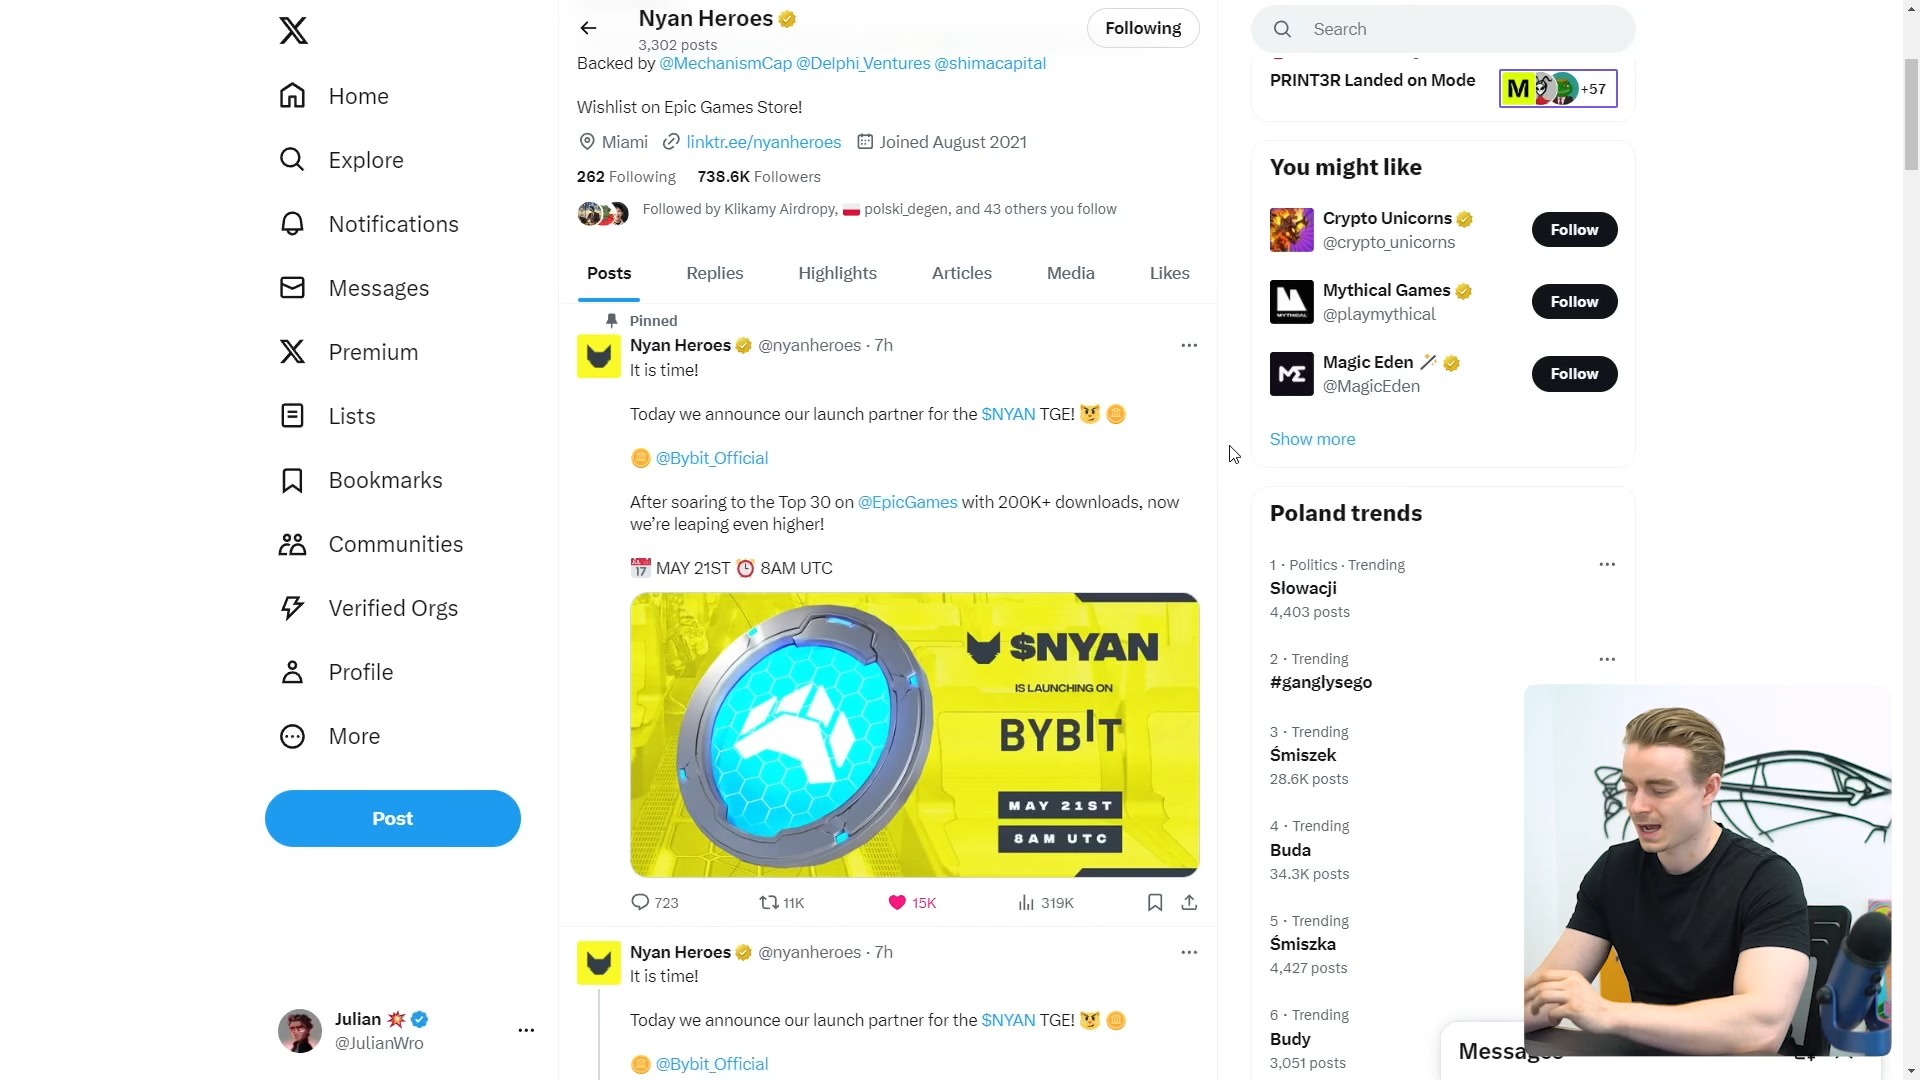 Home
Explore
Notifications
Messages
Premium
Lists
Bookmarks
Communities
Verified Orgs
Profile
More
Post
Julian
@JulianWro
Nyan Heroes
3,302 posts
Following
Backed by @MechanismCap @Delphi_Ventures @shimacapital
Wishlist on Epic Games Store!
Miami linktr.ee/nyanheroes Joined August 2021
262 Following 738.6K Followers
Followed by Klikamy Airdropy, polski_degen, and 43 others you follow
Posts Replies Highlights Articles Media Likes
Pinned
Nyan Heroes @nyanheroes · 7h
It is time!
Today we announce our launch partner for the $NYAN TGE!
@Bybit_Official
After soaring to the Top 30 on @EpicGames with 200K+ downloads, now
we’re leaping even higher!
MAY 21ST 8AM UTC
$NYAN
IS LAUNCHING ON
BYBIT
MAY 21ST
8AM UTC
723 11K 15K 319K
Nyan Heroes @nyanheroes · 7h
It is time!
Today we announce our launch partner for the $NYAN TGE!
@Bybit_Official
Search
PRINT3R Landed on Mode
M +57
You might like
Crypto Unicorns
@crypto_unicorns
Follow
Mythical Games
@playmythical
Follow
MYTHICAL
Magic Eden
@MagicEden
Follow
ME
Show more
Poland trends
1 · Politics · Trending
Słowacji
4,403 posts
2 · Trending
#ganglysego
3 · Trending
Śmiszek
28.6K posts
4 · Trending
Buda
34.3K posts
5 · Trending
Śmiszka
4,427 posts
6 · Trending
Budy
3,051 posts
Messages